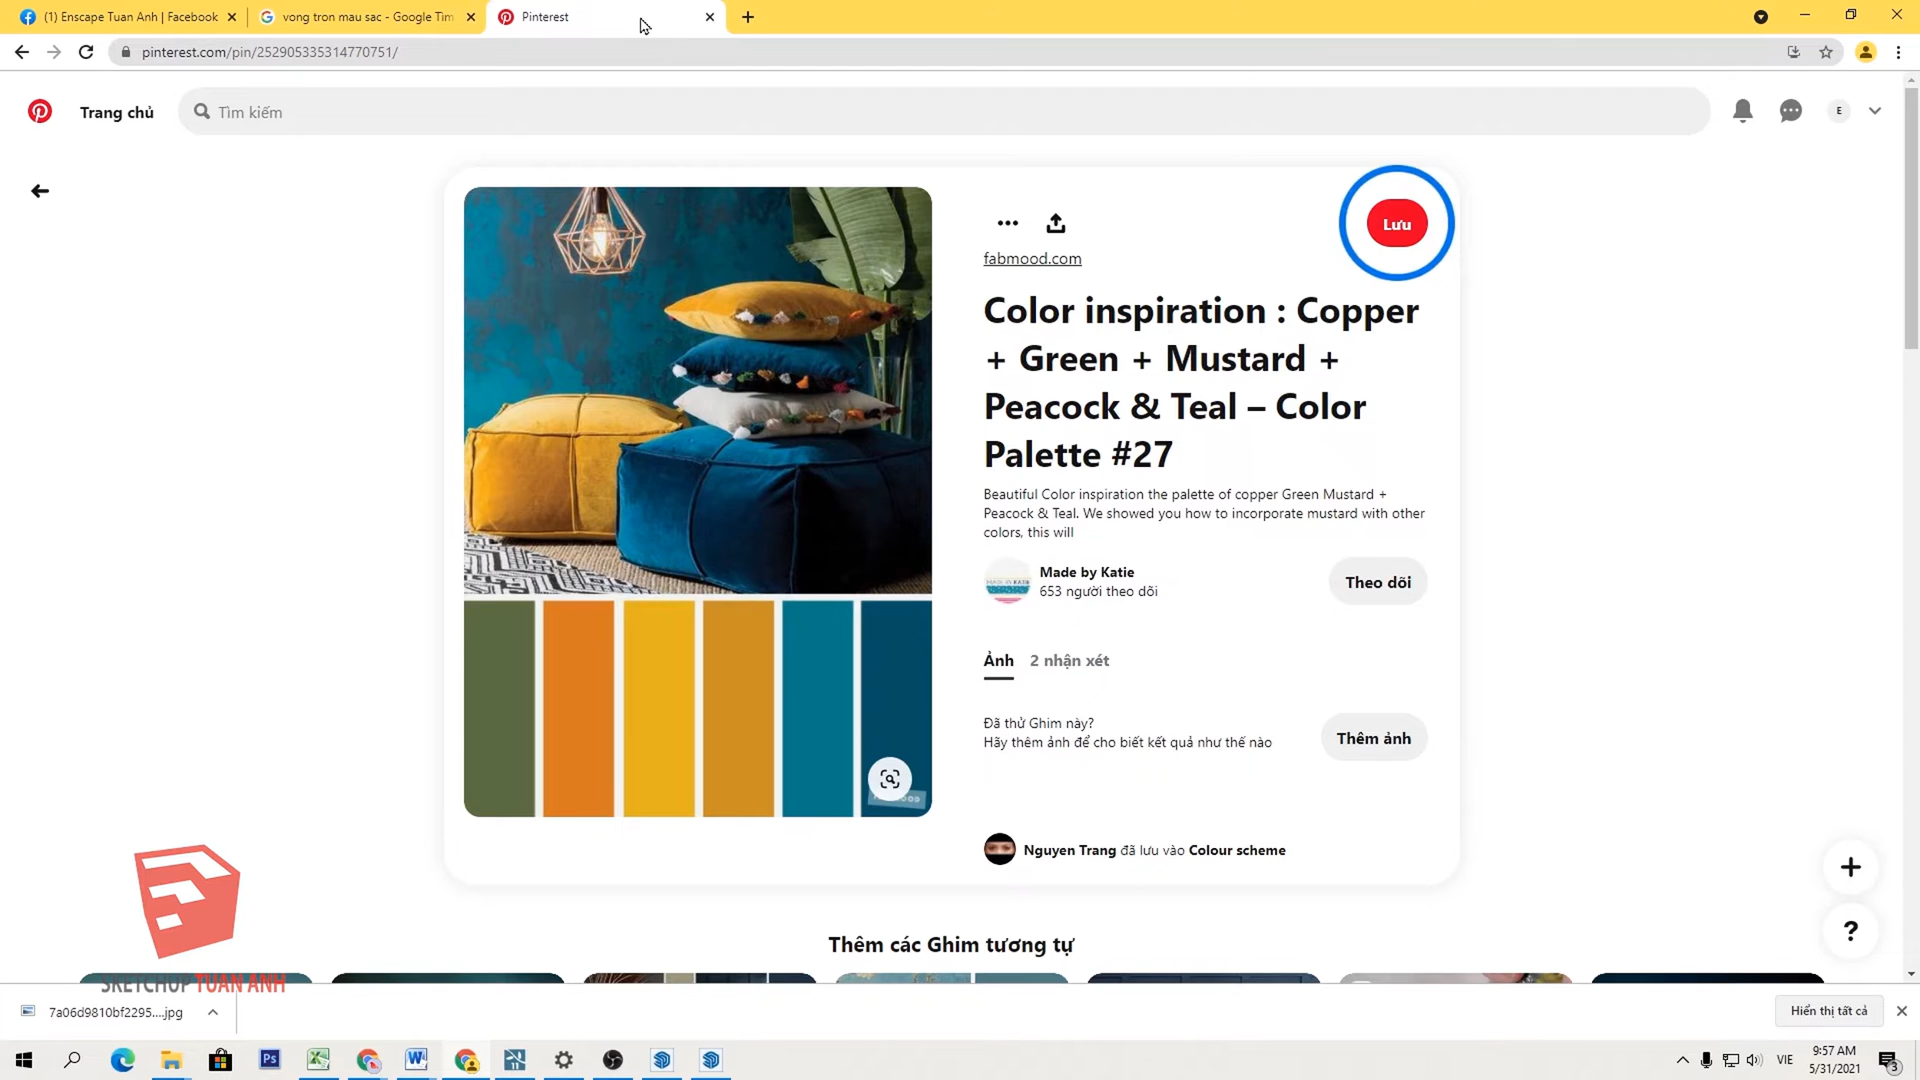 (1) Enscape Tuan Anh | Facebook
vong tron mau sac - Google Tìm
Pinterest
pinterest.com/pin/252905335314770751/
Trang chủ
Tìm kiếm
E
Lưu
fabmood.com
Color inspiration : Copper
+ Green + Mustard +
Peacock & Teal – Color
Palette #27
Beautiful Color inspiration the palette of copper Green Mustard +
Peacock & Teal. We showed you how to incorporate mustard with other
colors, this will
Made by Katie
653 người theo dõi
Theo dõi
Ảnh
2 nhận xét
Đã thử Ghim này?
Hãy thêm ảnh để cho biết kết quả như thế nào
Thêm ảnh
Nguyen Trang đã lưu vào Colour scheme
Thêm các Ghim tương tự
SKETCHUP TUAN ANH
7a06d9810bf2295....jpg
Hiển thị tất cả
VIE
9:57 AM
5/31/2021
3